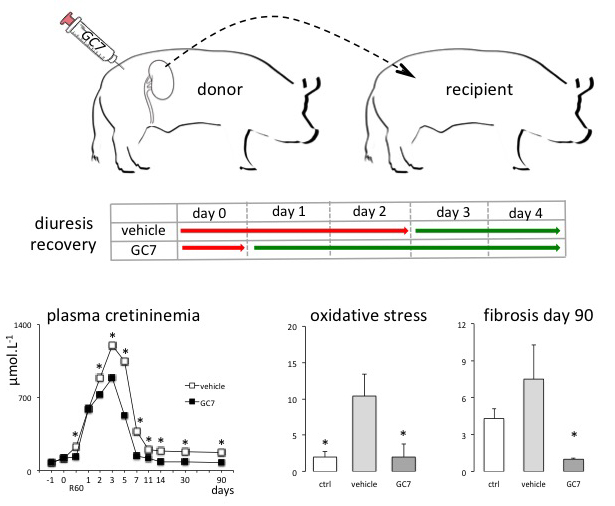 GC7
donor
recipient
diuresis
recovery
day 0 day 1 day 2 day 3 day 4
vehicle
GC7
plasma cretininemia
oxidative stress
fibrosis day 90
μmol.L-1
1400
700
0
* * * * * * * * *
vehicle
GC7
-1 0 1 2 3 5 7 11 14 30 90
R60
days
20
15
10
5
0
* *
ctrl vehicle GC7
12
9
6
3
0
*
ctrl vehicle GC7